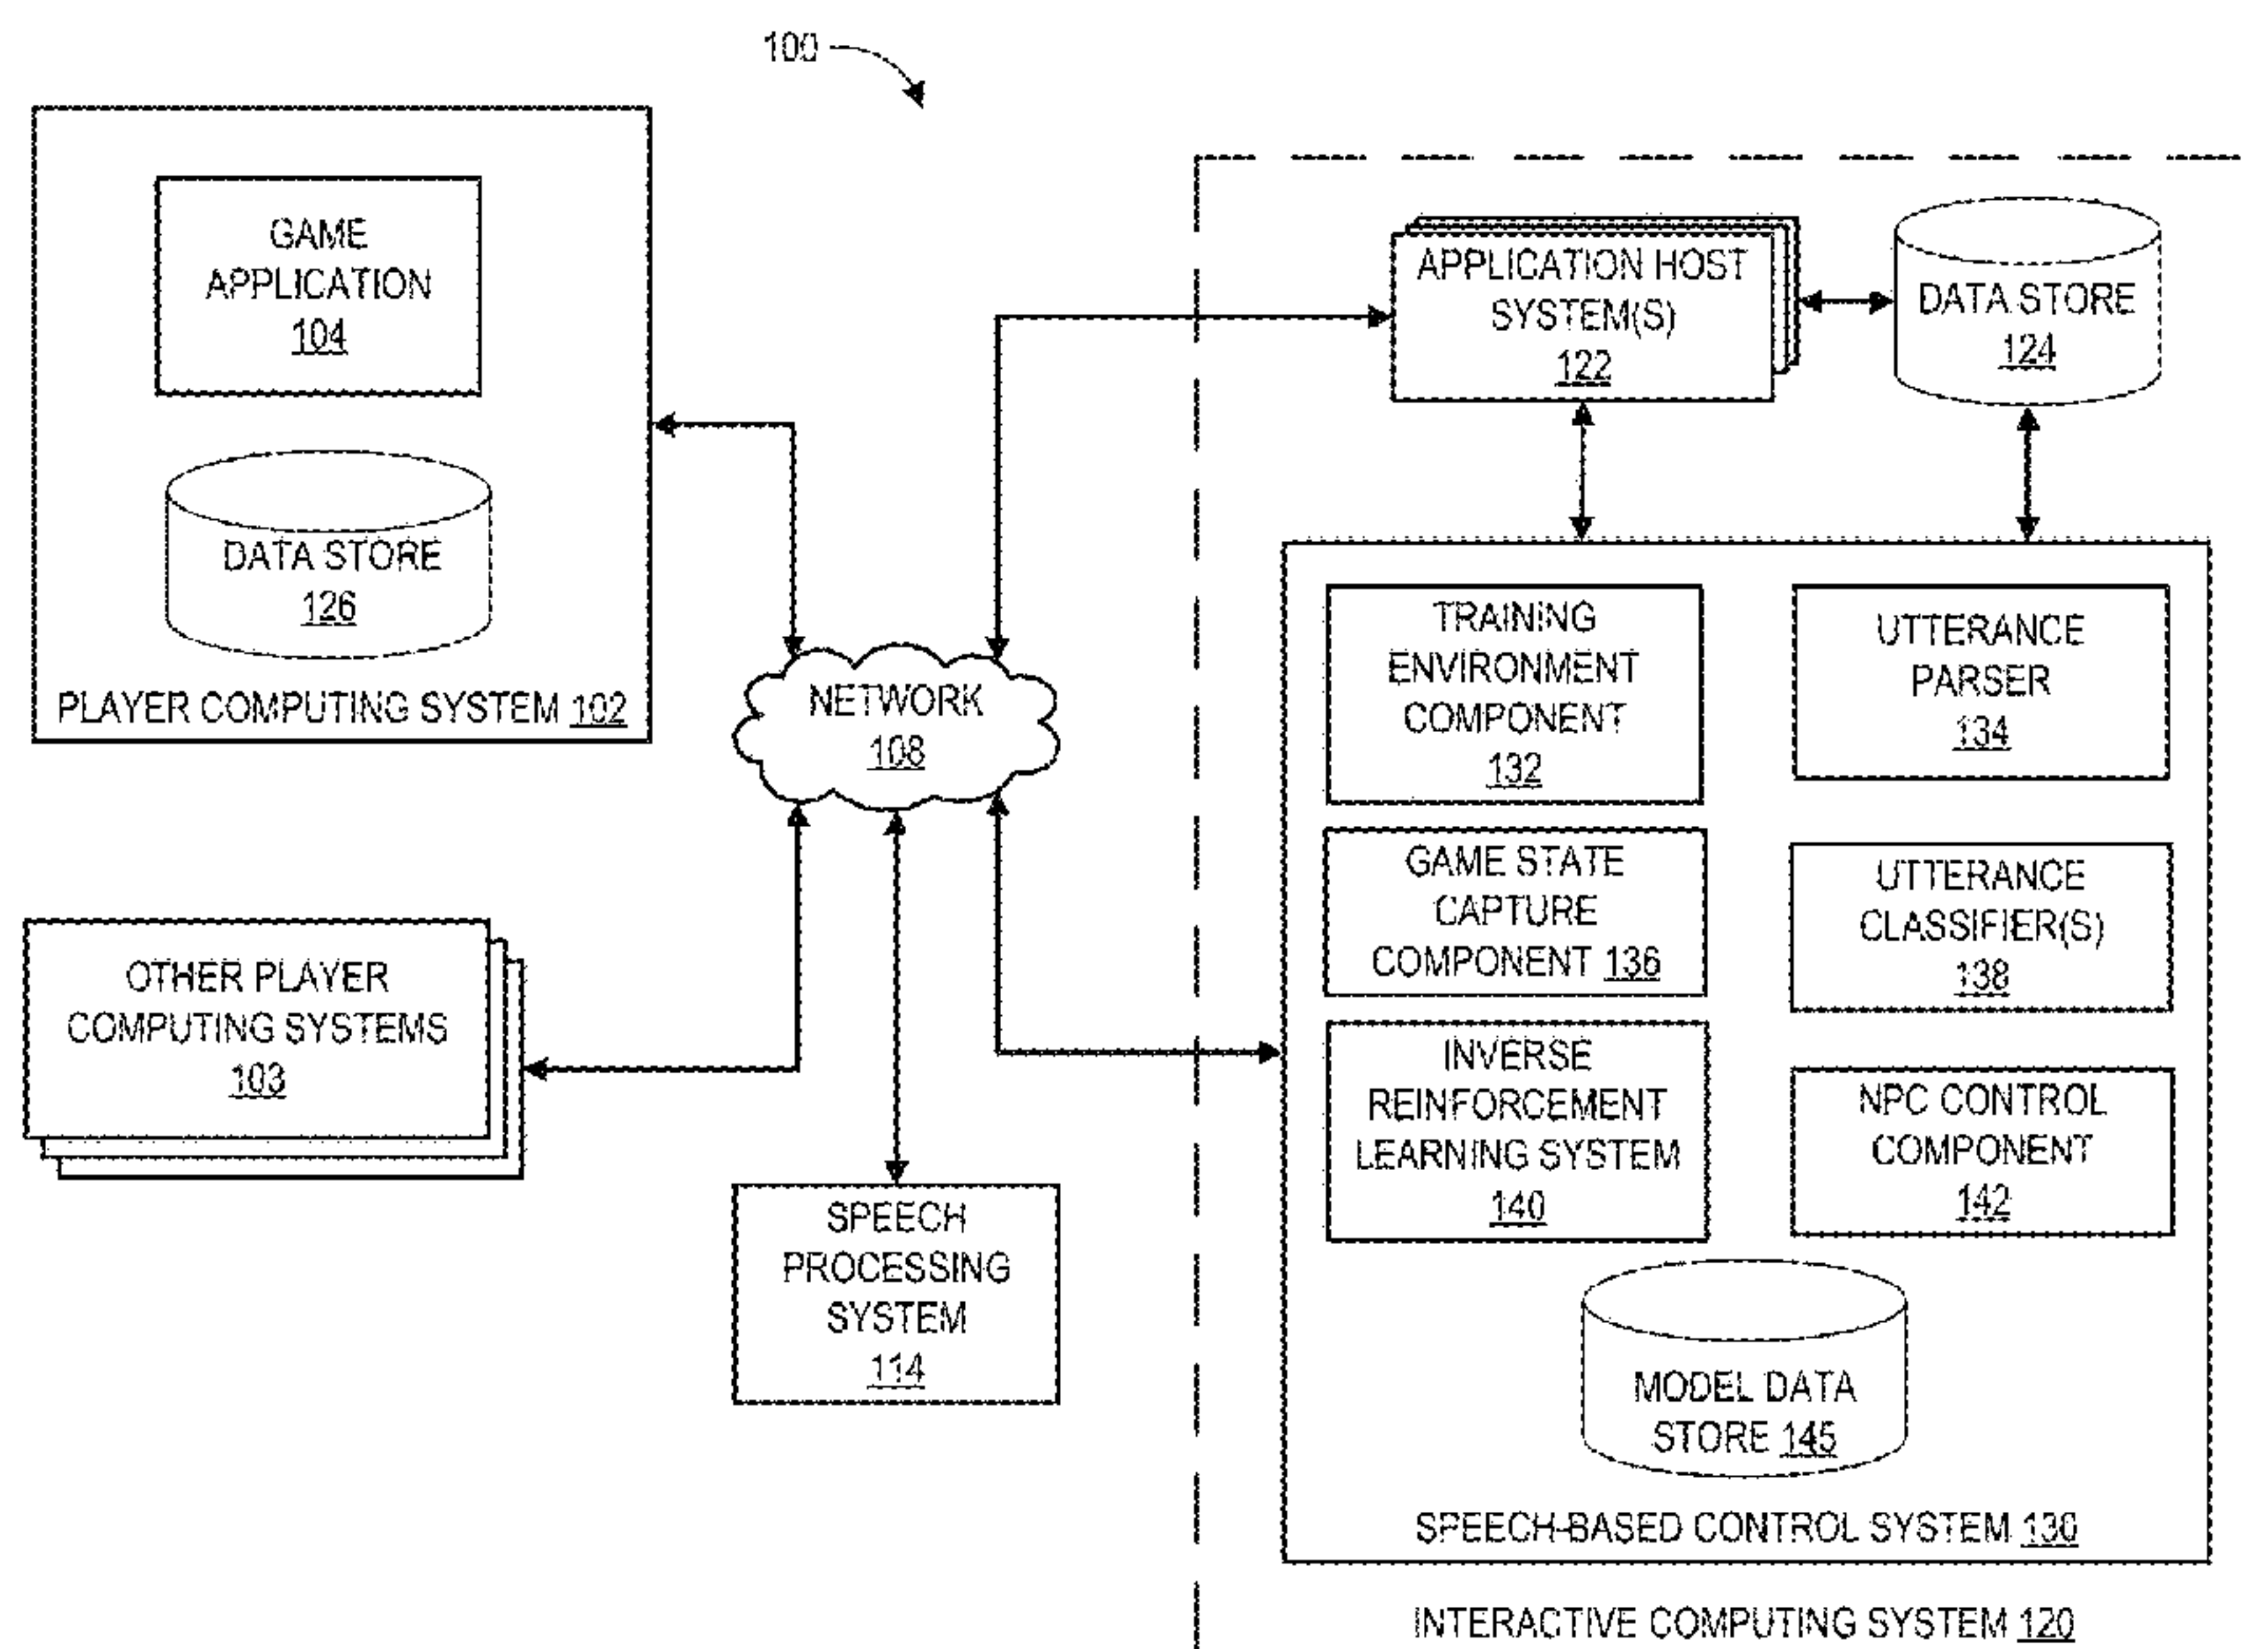 100
GAME
APPLICATION
104
DATA STORE
126
PLAYER COMPUTING SYSTEM 102
OTHER PLAYER
COMPUTING SYSTEMS
103
NETWORK
108
SPEECH
PROCESSING
SYSTEM
114
APPLICATION HOST
SYSTEM(S)
122
DATA STORE
124
TRAINING
ENVIRONMENT
COMPONENT
132
UTTERANCE
PARSER
134
GAME STATE
CAPTURE
COMPONENT 136
UTTERANCE
CLASSIFIER(S)
138
INVERSE
REINFORCEMENT
LEARNING SYSTEM
140
NPC CONTROL
COMPONENT
142
MODEL DATA
STORE 145
SPEECH-BASED CONTROL SYSTEM 130
INTERACTIVE COMPUTING SYSTEM 120